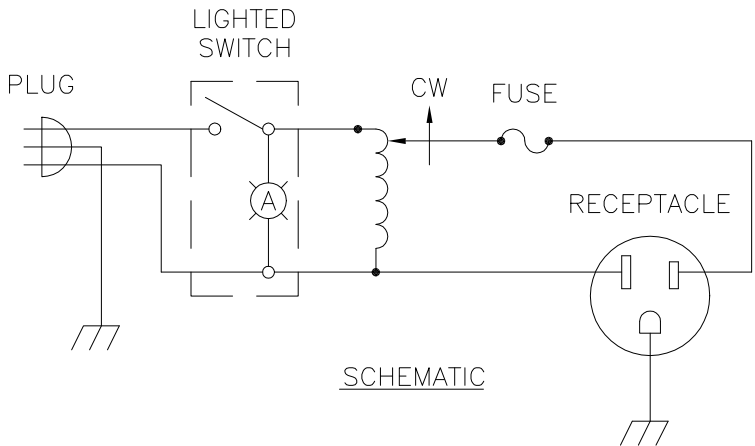 LIGHTED
SWITCH
PLUG
CW
FUSE
A
RECEPTACLE
SCHEMATIC